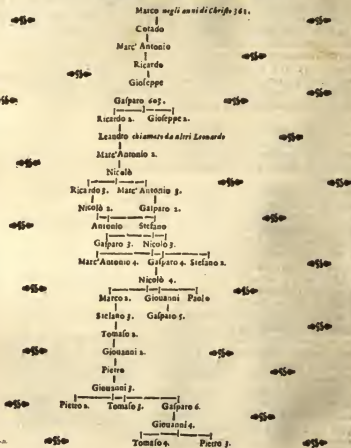 Marco negli anni di Christo 361.
Corado
Marc' Antonio
Ricardo
Gioseppe
Gasparo 603.
Ricardo 2. Gioseppe 2.
Leandro chiamato da altri Leonardo
Marc'Antonio 2.
Nicolò
Ricardo 3. Marc'Antonio 3.
Nicolò 2. Gasparo 2.
Antonio Stefano
Gasparo 3. Nicolò 3.
Marc'Antonio 4. Gasparo 4. Stefano 2.
Nicolò 4.
Marco 2. Giouanni Paolo
Stefano 3. Gasparo 5.
Tomaso 2.
Giouanni 2.
Pietro
Giouanni 3.
Pietro 2. Tomaso 3. Gasparo 6.
Giouanni 4.
Tomaso 4. Pietro 3.